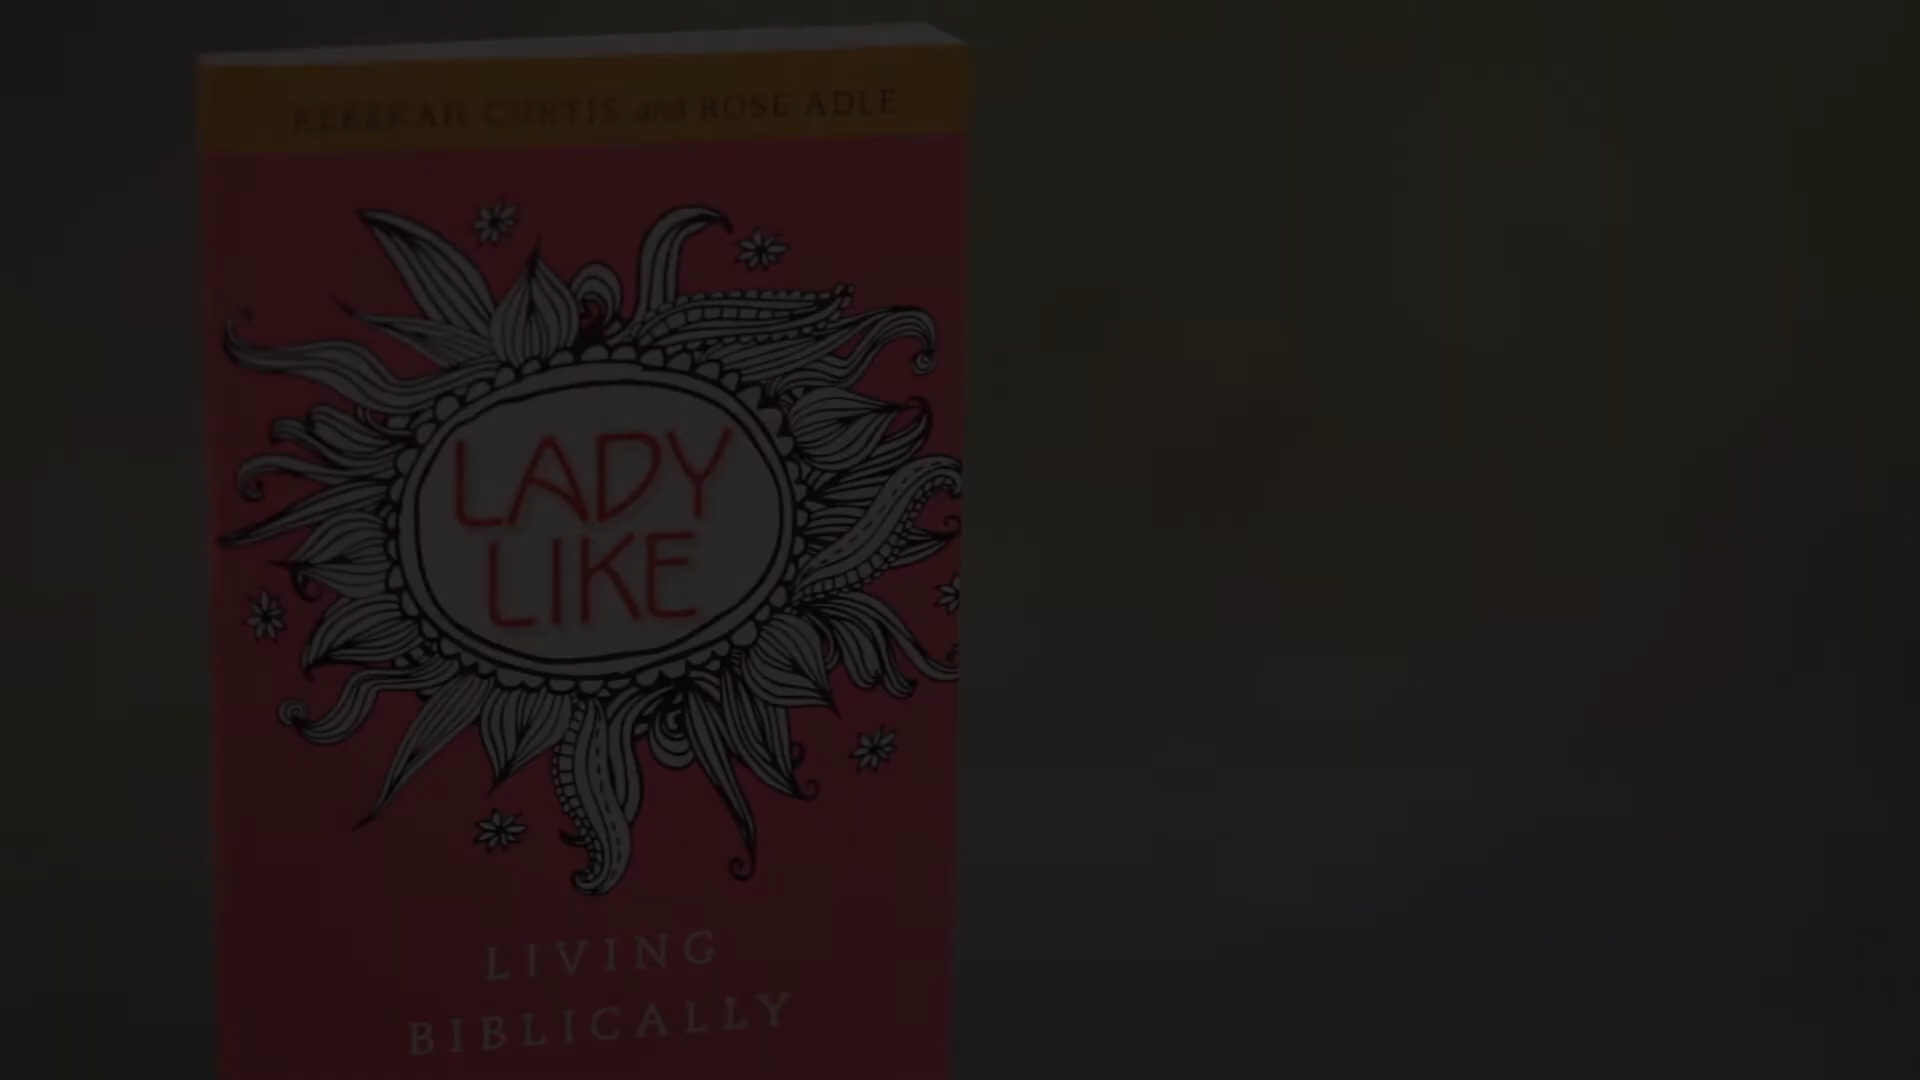 REBEKAH CURTIS and ROSE ADLE
LADY
LIKE
LIVING
BIBLICALLY